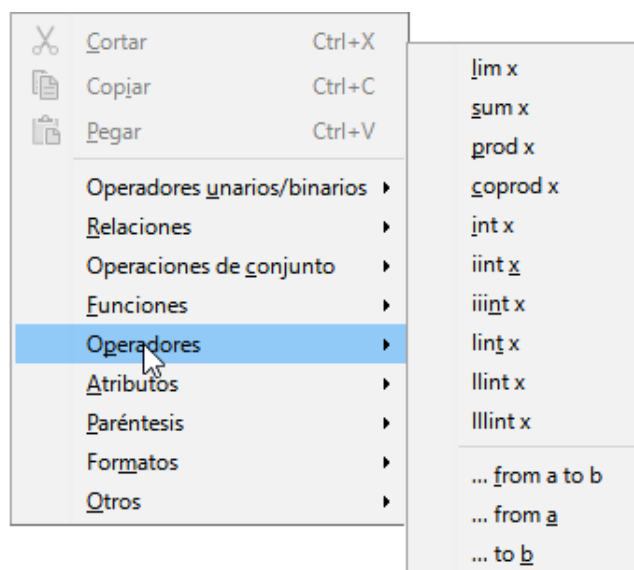 Cortar Ctrl+X
Copiar Ctrl+C
Pegar Ctrl+V
Operadores unarios/binarios
Relaciones
Operaciones de conjunto
Funciones
Operadores
Atributos
Paréntesis
Formatos
Otros
lim x
sum x
prod x
coprod x
int x
iint x
iiint x
lint x
llint x
lllint x
... from a to b
... from a
... to b